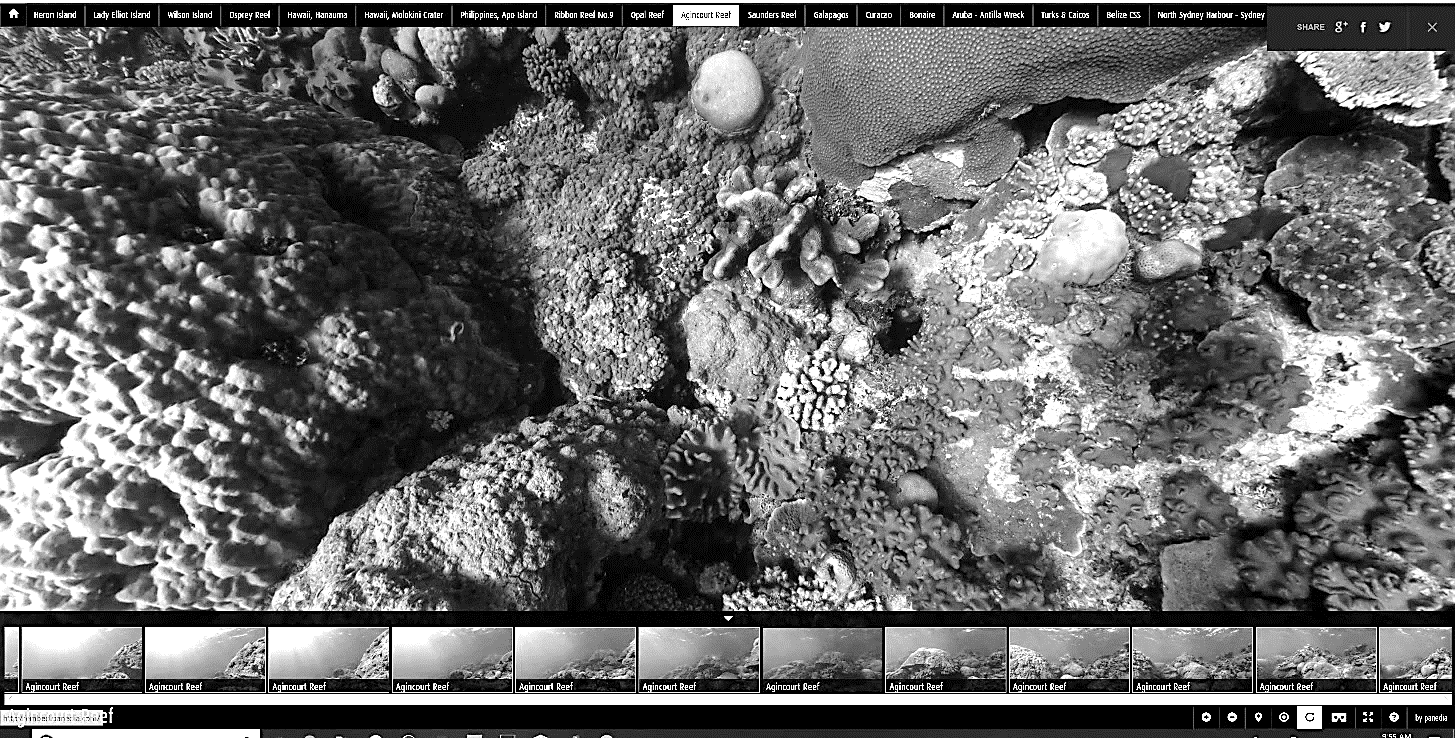 Heron Island
Lady Elliot Island
Wilson Island
Osprey Reef
Hawaii, Hanauma
Hawaii, Molokini Crater
Philippines, Apo Island
Ribbon Reef No.9
Opal Reef
Agincourt Reef
Saunders Reef
Galapagos
Curacao
Bonaire
Aruba - Antilla Wreck
Turks & Caicos
Belize CSS
North Sydney Harbour - Sydney
SHARE
Agincourt Reef
Agincourt Reef
Agincourt Reef
Agincourt Reef
Agincourt Reef
Agincourt Reef
Agincourt Reef
Agincourt Reef
Agincourt Reef
Agincourt Reef
Agincourt Reef
Agincourt Reef
by panedia
9:55 AM